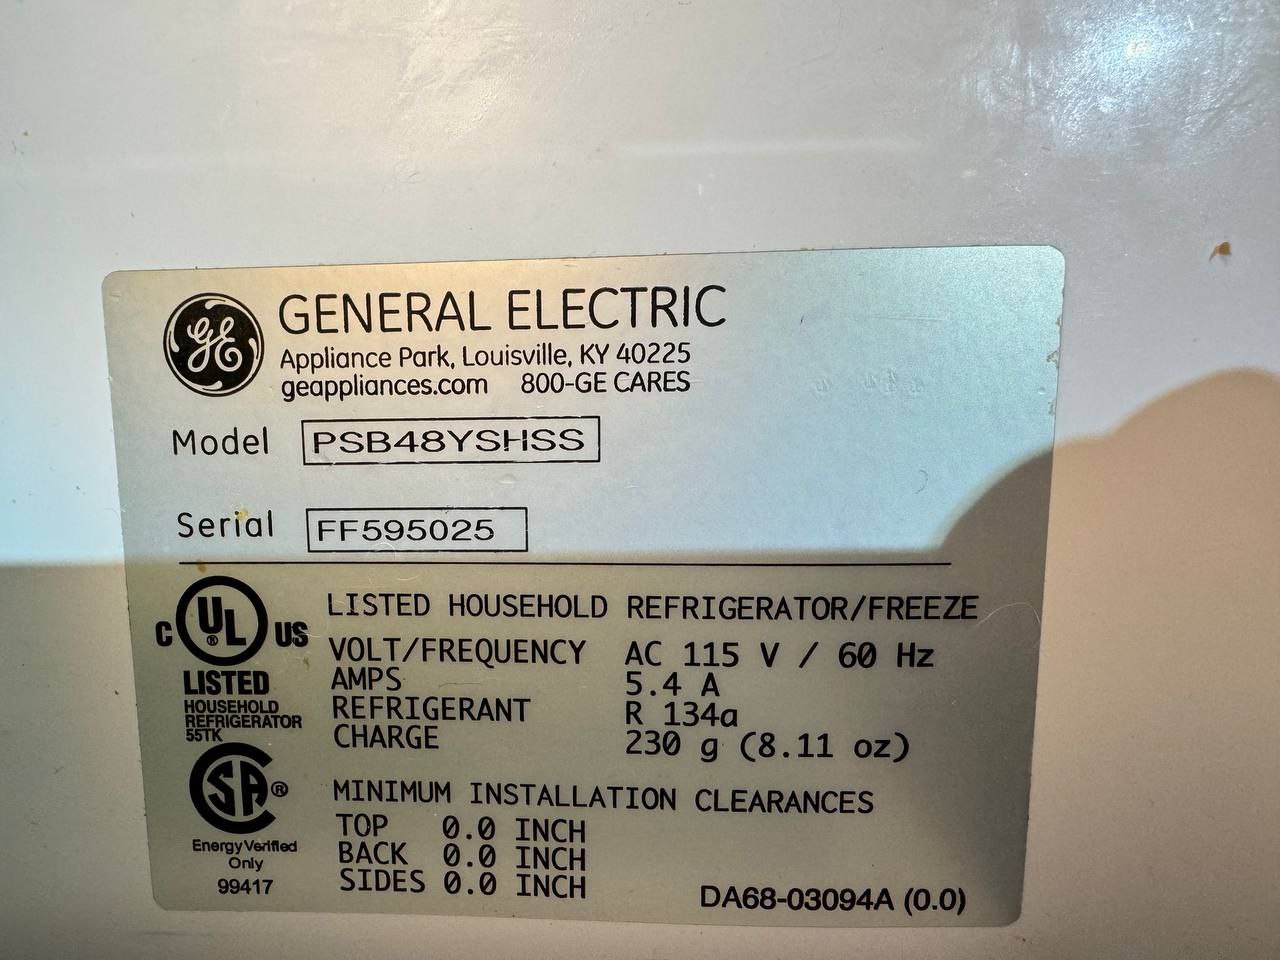 GE GENERAL ELECTRIC
Appliance Park, Louisville, KY 40225
geappliances.com 800-GE CARES
Model PSB48YSHSS
Serial FF595025
C UL ® US
LISTED
HOUSEHOLD
REFRIGERATOR
55TK
LISTED HOUSEHOLD REFRIGERATOR/FREEZE
VOLT/FREQUENCY AC 115 V / 60 Hz
AMPS 5.4 A
REFRIGERANT R 134a
CHARGE 230 g (8.11 oz)
SA ®
Energy Verified
Only
99417
MINIMUM INSTALLATION CLEARANCES
TOP 0.0 INCH
BACK 0.0 INCH
SIDES 0.0 INCH
DA68-03094A (0.0)